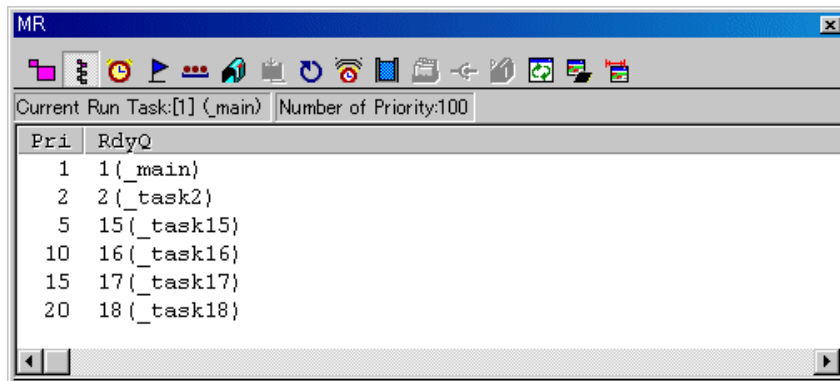 MR
Current Run Task:[1] (_main) Number of Priority:100
Pri RdyQ
1 1(_main)
2 2(_task2)
5 15(_task15)
10 16(_task16)
15 17(_task17)
20 18(_task18)